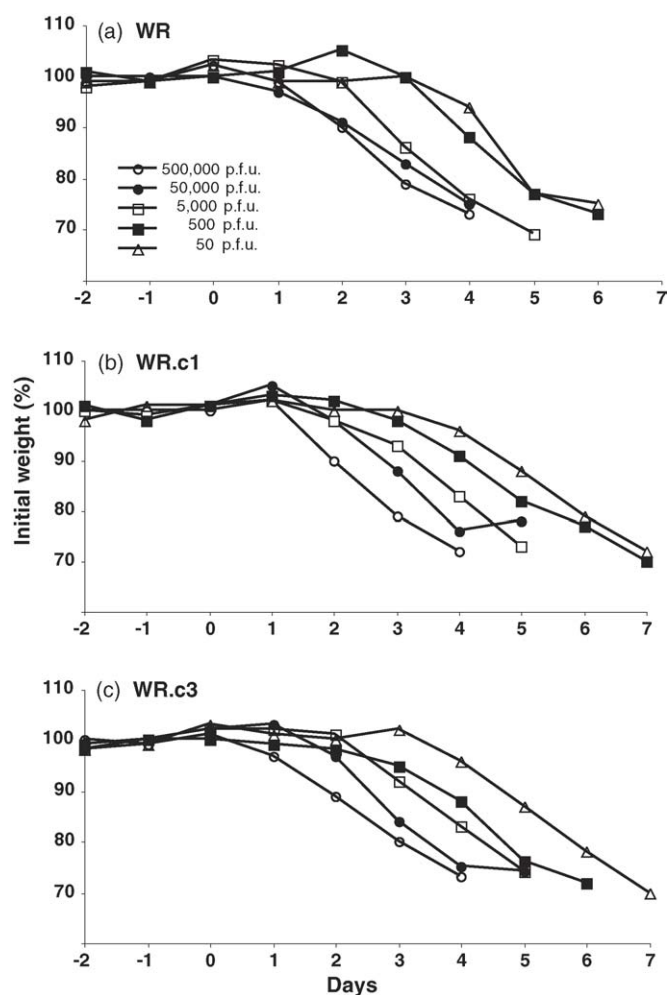 (a) WR
100
90
80
70
500,000 p.f.u.
50,000 p.f.u.
5,000 p.f.u.
500 p.f.u.
50 p.f.u.
-2 -1 0 1 2 3 4 5 6 7
110
(b) WR.c1
100
90
80
70
-2 -1 0 1 2 3 4 5 6 7
Initial weight (%)
110
(c) WR.c3
100
90
80
70
-2 -1 0 1 2 3 4 5 6 7
Days